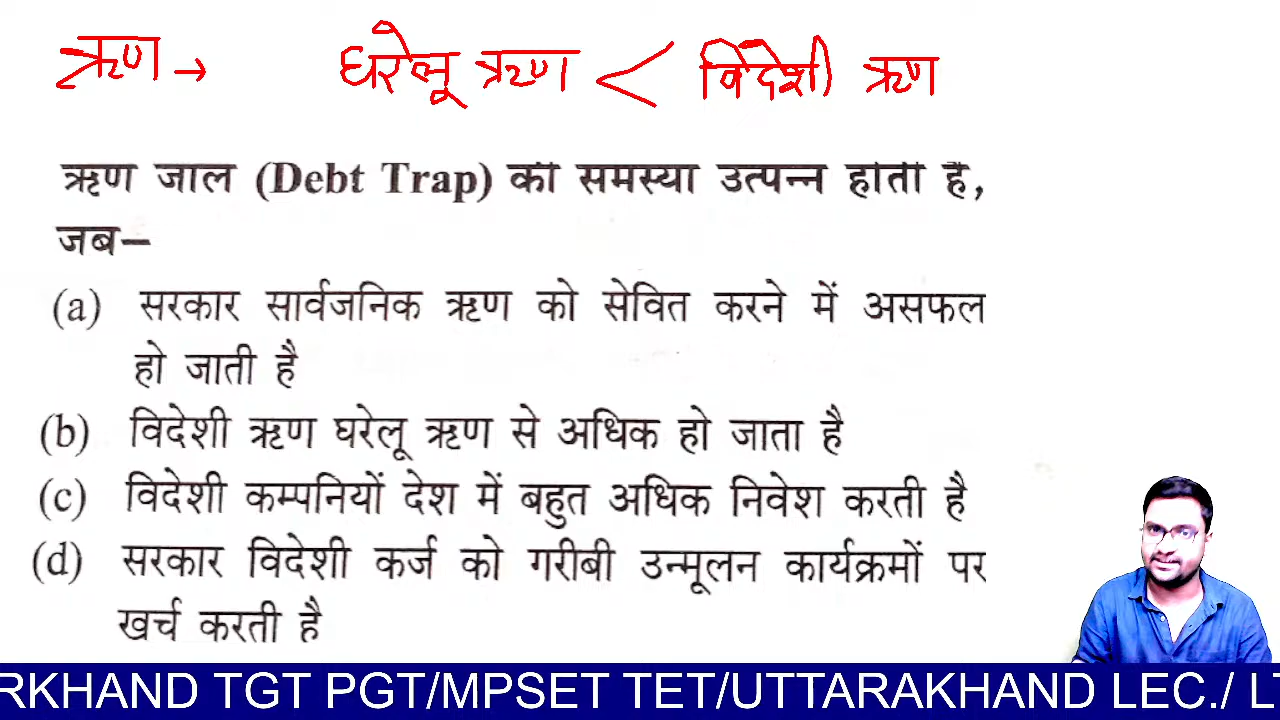 ऋण → घरेलू ऋण < विदेशी ऋण
ऋण जाल (Debt Trap) की समस्या उत्पन्न होती है,
जब–
(a) सरकार सार्वजनिक ऋण को सेवित करने में असफल
हो जाती है
(b) विदेशी ऋण घरेलू ऋण से अधिक हो जाता है
(c) विदेशी कम्पनियों देश में बहुत अधिक निवेश करती है
(d) सरकार विदेशी कर्ज को गरीबी उन्मूलन कार्यक्रमों पर
खर्च करती है
RKHAND TGT PGT/MPSET TET/UTTARAKHAND LEC./ LT